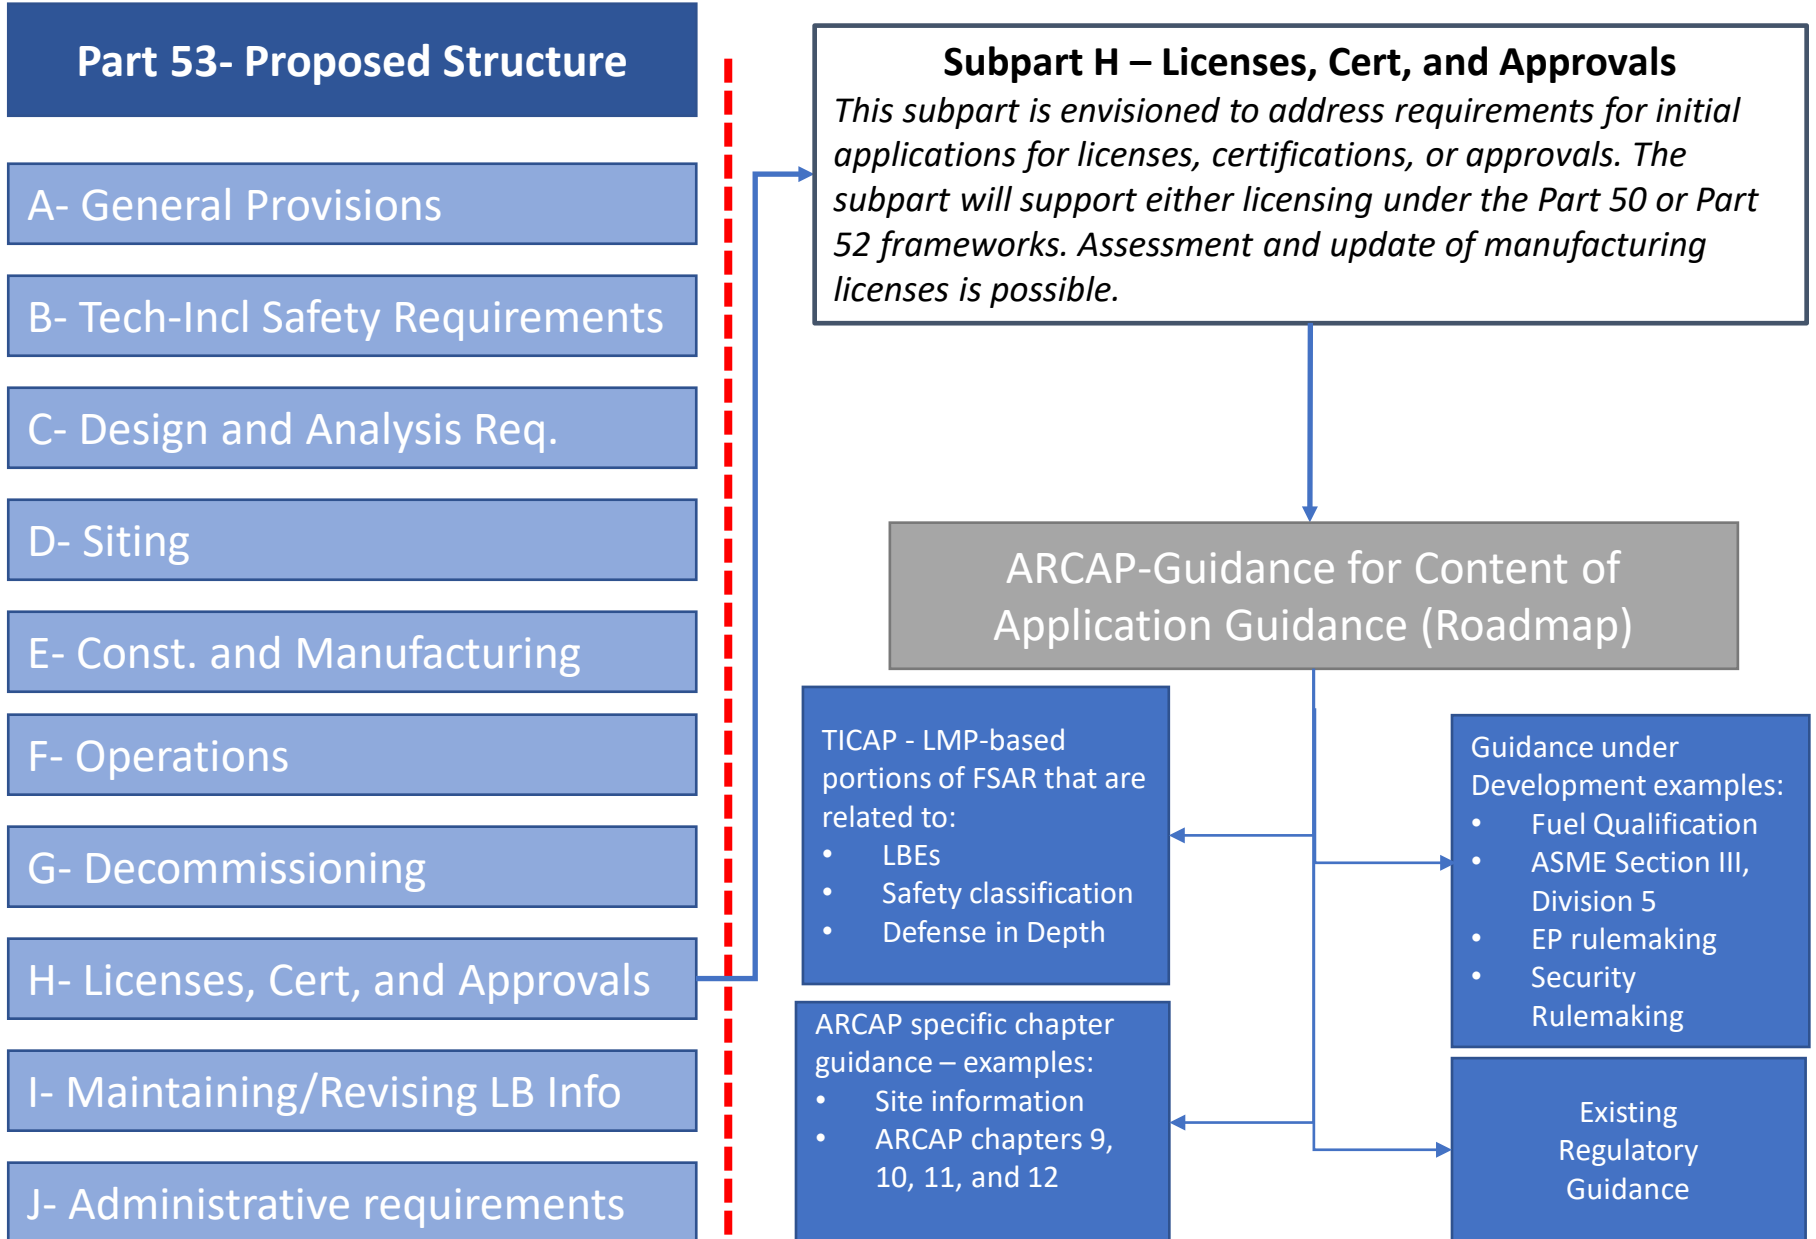 Part 53- Proposed Structure
A- General Provisions
B- Tech-Incl Safety Requirements
C- Design and Analysis Req.
D- Siting
E- Const. and Manufacturing
F- Operations
G- Decommissioning
H- Licenses, Cert, and Approvals
I- Maintaining/Revising LB Info
J- Administrative requirements
Subpart H – Licenses, Cert, and Approvals
This subpart is envisioned to address requirements for initial
applications for licenses, certifications, or approvals. The
subpart will support either licensing under the Part 50 or Part
52 frameworks. Assessment and update of manufacturing
licenses is possible.
ARCAP-Guidance for Content of
Application Guidance (Roadmap)
TICAP - LMP-based
portions of FSAR that are
related to:
• LBEs
• Safety classification
• Defense in Depth
Guidance under
Development examples:
• Fuel Qualification
• ASME Section III,
Division 5
• EP rulemaking
• Security
Rulemaking
ARCAP specific chapter
guidance – examples:
• Site information
• ARCAP chapters 9,
10, 11, and 12
Existing
Regulatory
Guidance